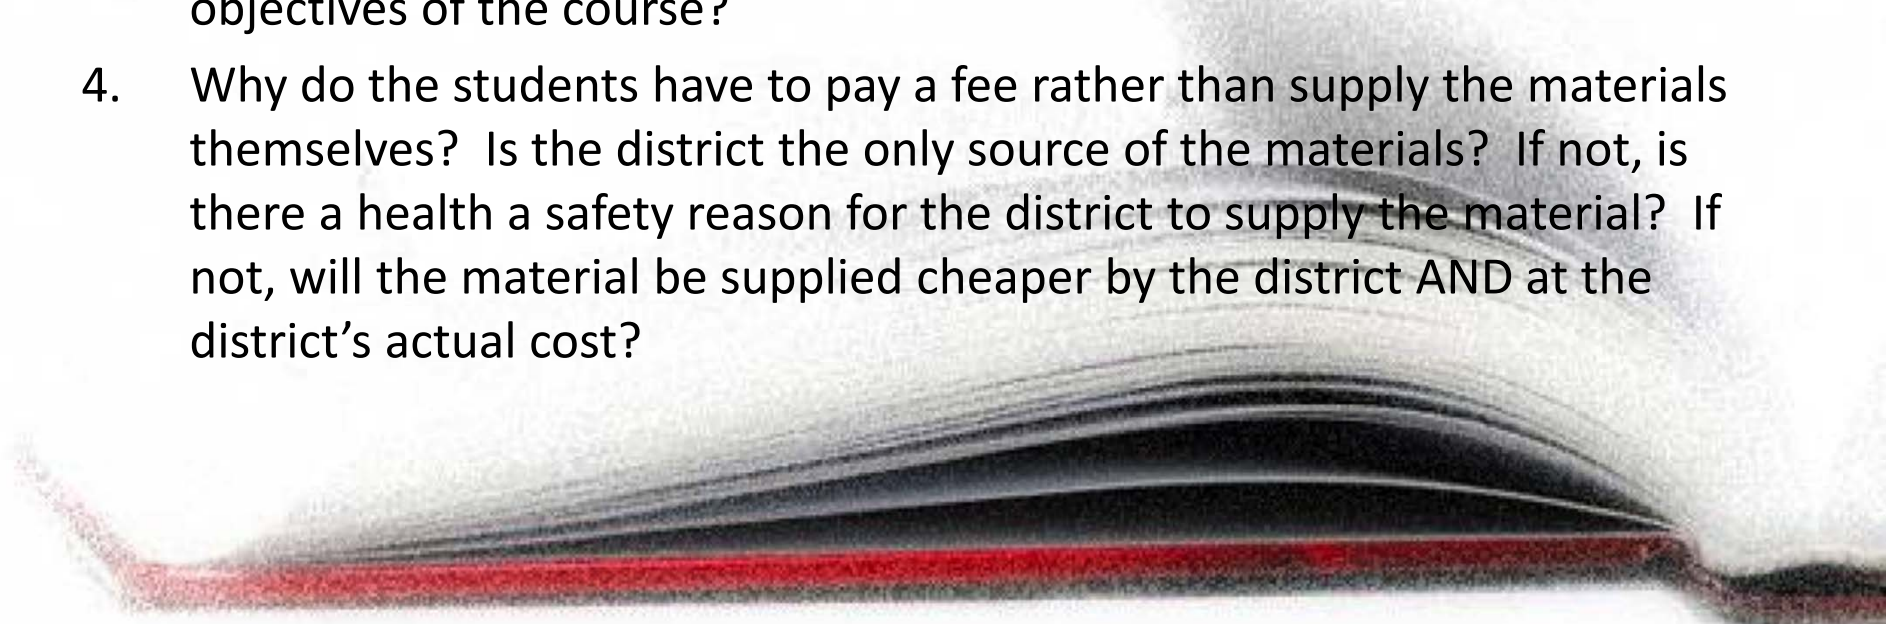 objectives of the course?
4. Why do the students have to pay a fee rather than supply the materials
themselves?  Is the district the only source of the materials?  If not, is
there a health a safety reason for the district to supply the material?  If
not, will the material be supplied cheaper by the district AND at the
district’s actual cost?